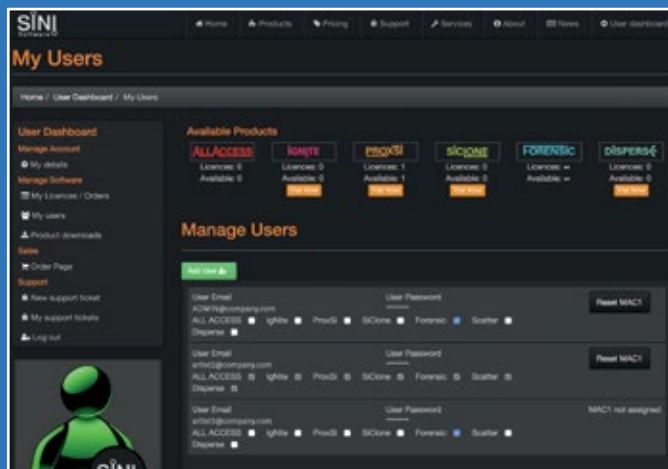 SiNi
Software
Home Products Pricing Support Services About News User dashboard
My Users
Home / User Dashboard / My Users
User Dashboard
Manage Account
My details
Manage Software
My Licences / Orders
My users
Product downloads
Sales
Order Page
Support
New support ticket
My support tickets
Log out
Available Products
ALLACCESS IGNITE PROXSI SICLONE FORENSIC DISPERSE
Licences: 6 Licences: 0 Licences: 1 Licences: 0 Licences: ∞ Licences: 0
Available: 6 Available: 0 Available: 1 Available: 0 Available: ∞ Available: 0
Trial Now Trial Now Trial Now Trial Now
Manage Users
Add User
User Email User Password
ADMIN@company.com
ALL ACCESS IgNite ProxSi SiClone Forensic Scatter
Disperse
Reset MAC1
User Email User Password
artist2@company.com
ALL ACCESS IgNite ProxSi SiClone Forensic Scatter
Disperse
Reset MAC1
User Email User Password
artist3@company.com
ALL ACCESS IgNite ProxSi SiClone Forensic Scatter
Disperse
MAC1 not assigned
SiNi